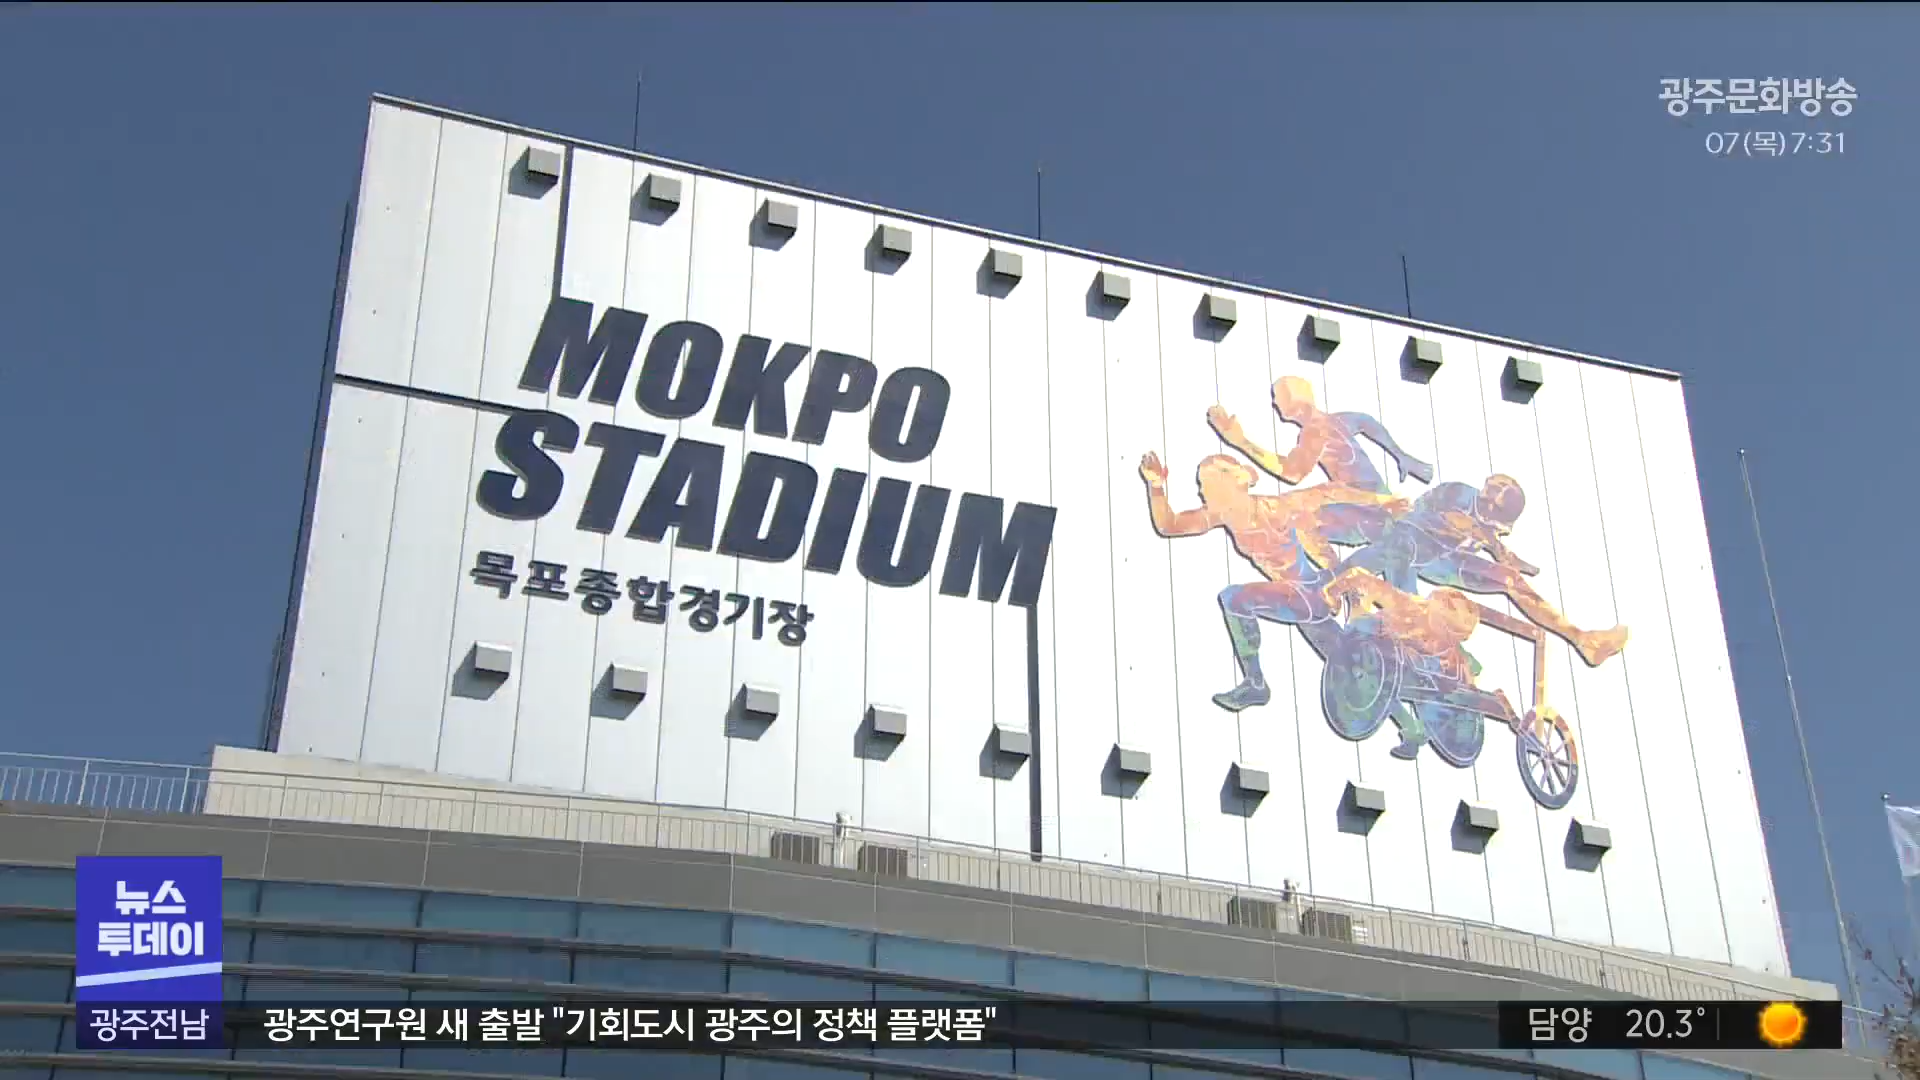 광주문화방송
07(목)7:31
MOKPO
STADIUM
목포종합경기장
뉴스
투데이
광주전남
광주연구원 새 출발 "기회도시 광주의 정책 플랫폼"
담양 20.3°